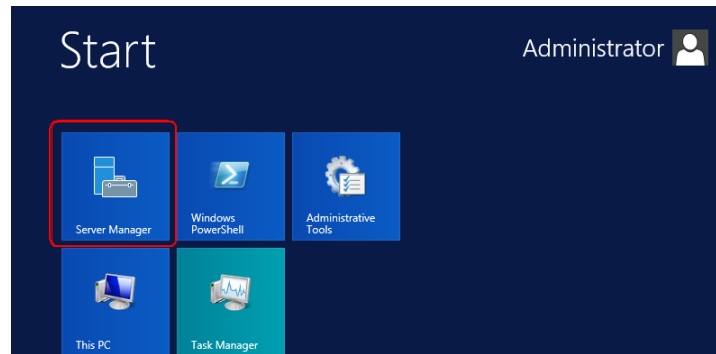 Start
Administrator
Server Manager
Windows
PowerShell
Administrative
Tools
This PC
Task Manager